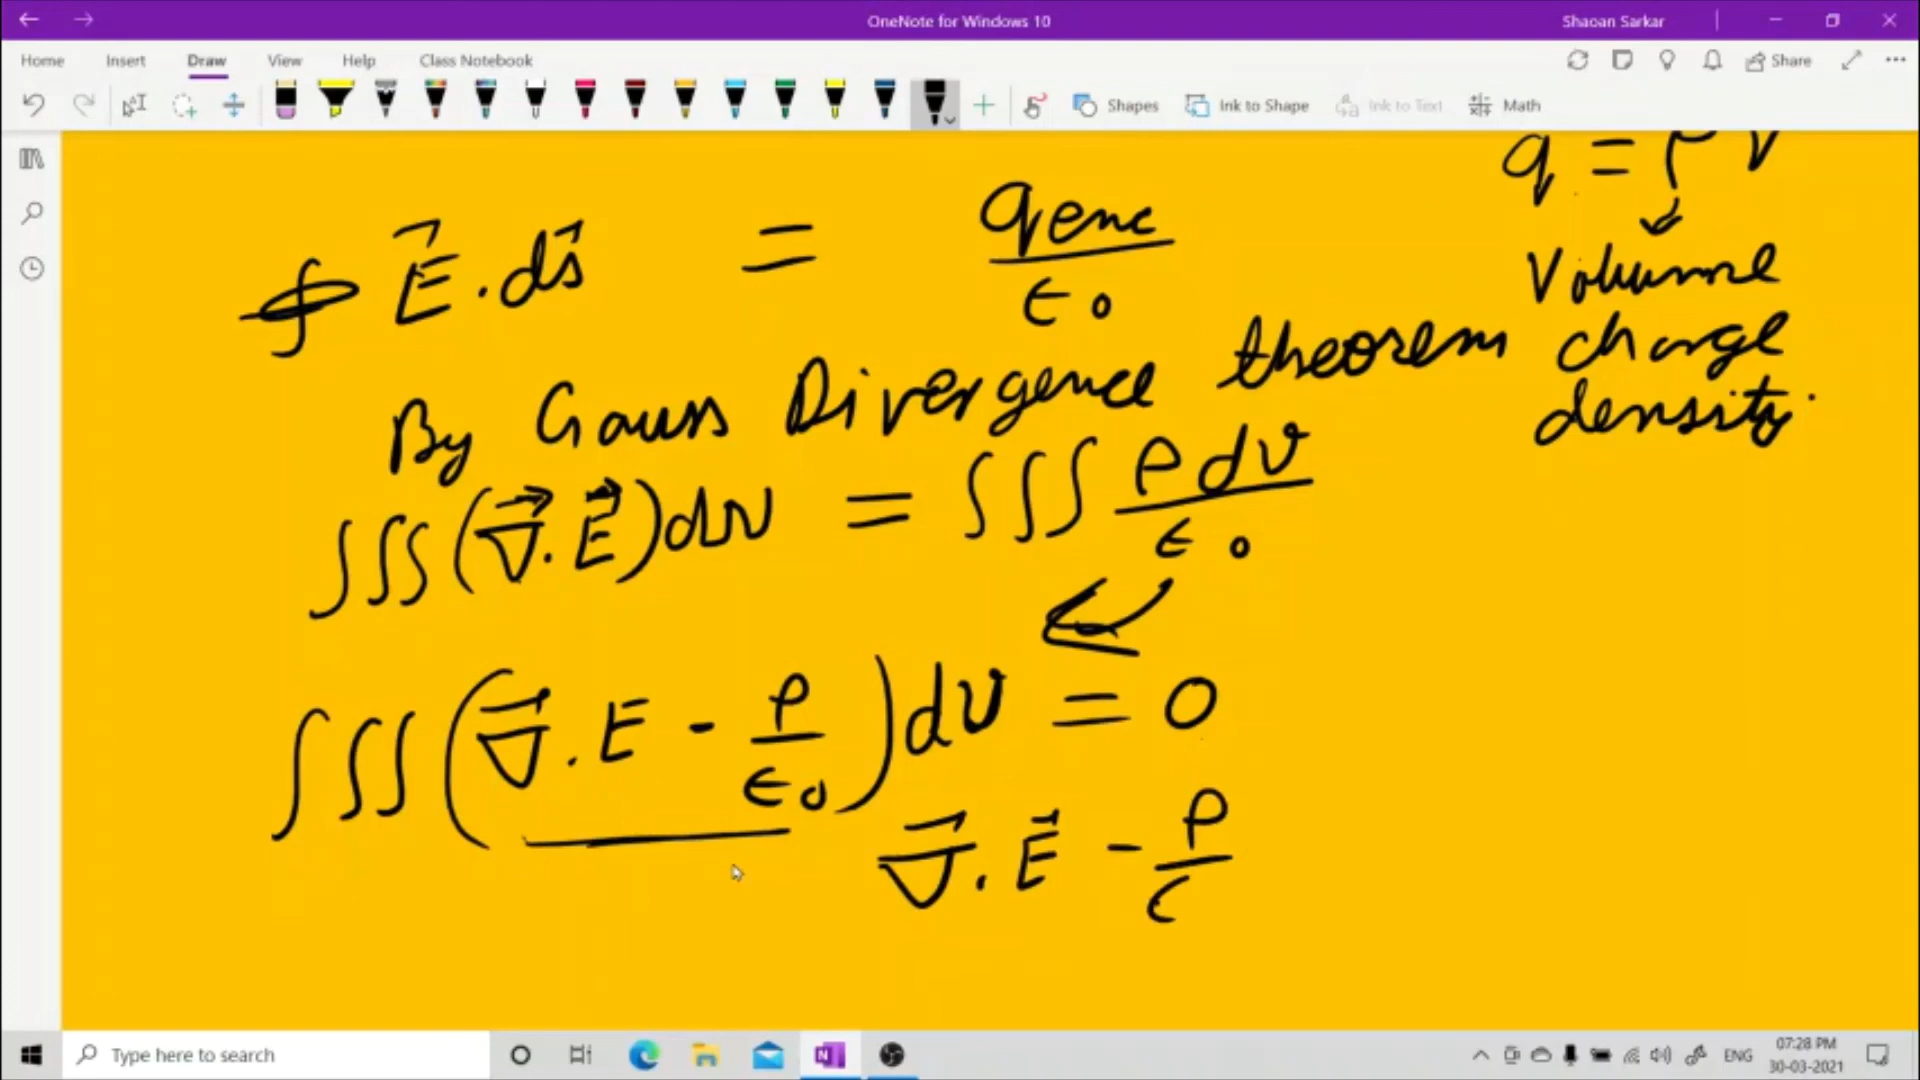 OneNote for Windows 10
Shaoan Sarkar
Home Insert Draw View Help Class Notebook Share
Shapes Ink to Shape Ink to Text Math
q = ρ V
∮ E⃗ . ds⃗ = qenc / ε0
Volume
charge
density.
By Gauss Divergence theorem
∫∫∫ (∇⃗ . E⃗) dv = ∫∫∫ ρ dv / ε0
∫∫∫ (∇⃗ . E - ρ / ε0) dv = 0
∇⃗ . E⃗ - ρ / ε
Type here to search
ENG
07:28 PM
30-03-2021